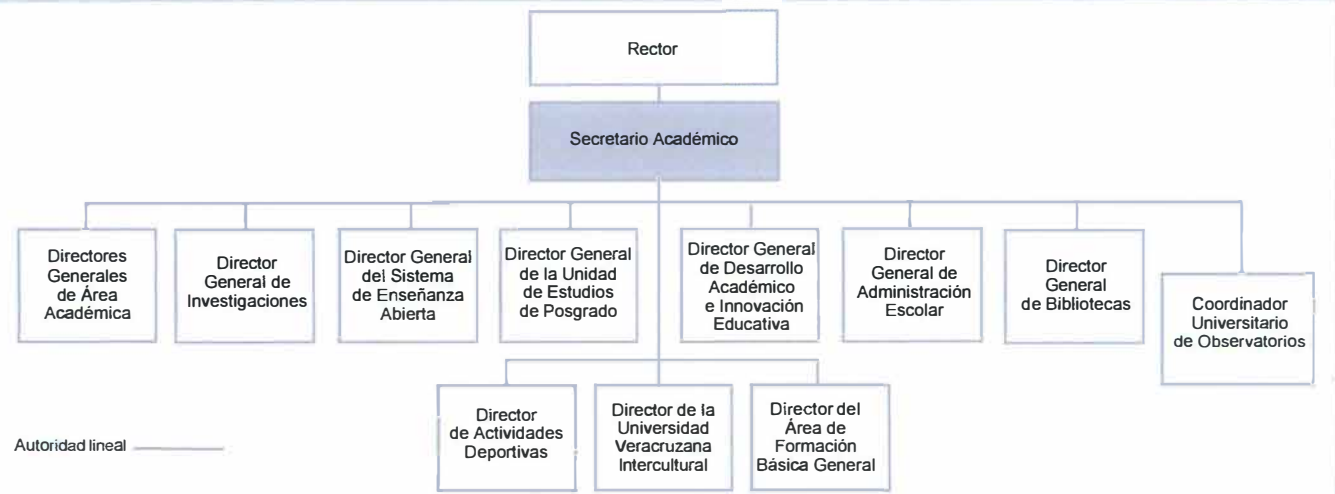 Rector
Secretario Académico
Directores
Generales
de Área
Académica
Director
General de
Investigaciones
Director General
del Sistema
de Enseñanza
Abierta
Director General
de la Unidad
de Estudios
de Posgrado
Director General
de Desarrollo
Académico
e Innovación
Educativa
Director
General de
Administración
Escolar
Director
General
de Bibliotecas
Coordinador
Universitario
de Observatorios
Director
de Actividades
Deportivas
Director de la
Universidad
Veracruzana
Intercultural
Director del
Área de
Formación
Básica General
Autoridad lineal